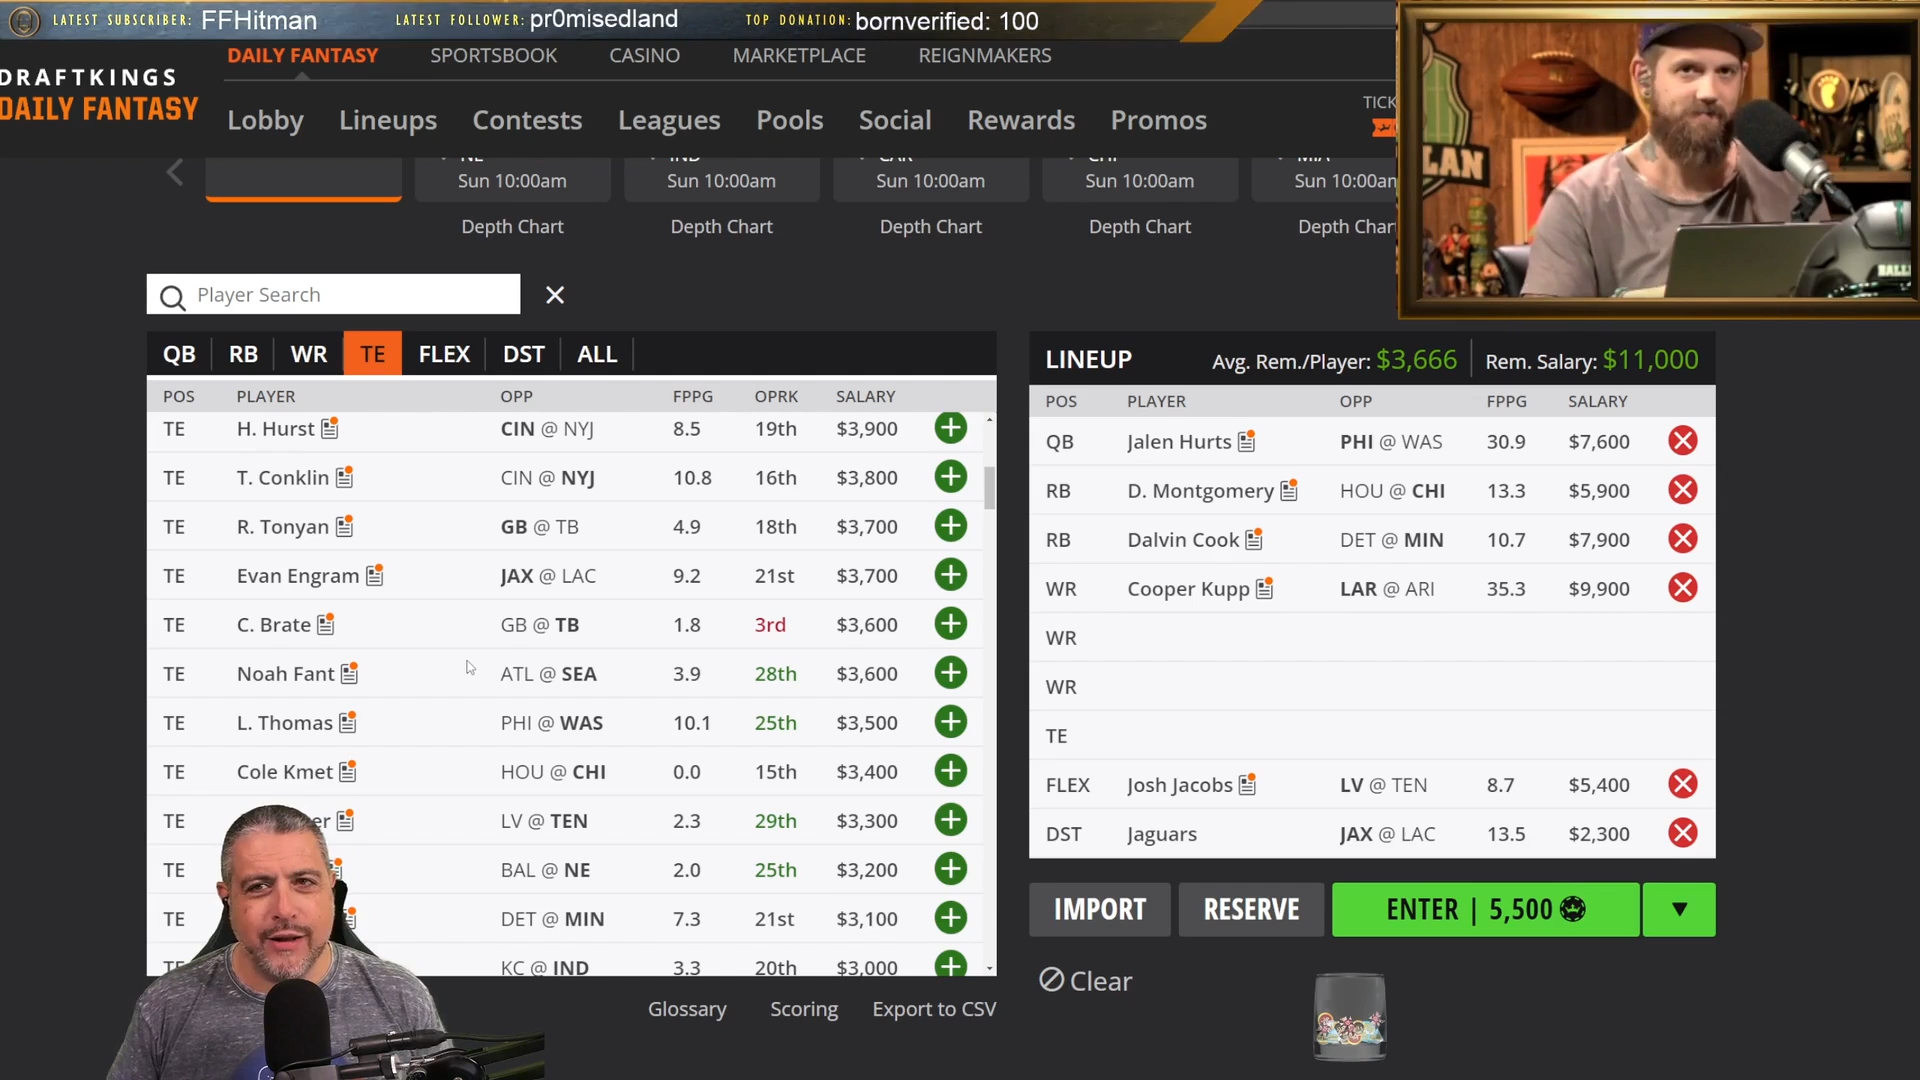 LATEST SUBSCRIBER: FFHitman LATEST FOLLOWER: pr0misedland TOP DONATION: bornverified: 100
DAILY FANTASY SPORTSBOOK CASINO MARKETPLACE REIGNMAKERS
DRAFTKINGS
DAILY FANTASY
Lobby Lineups Contests Leagues Pools Social Rewards Promos
TICK
NE IND CAR CHI MIA
Sun 10:00am Sun 10:00am Sun 10:00am Sun 10:00am Sun 10:00am
Depth Chart Depth Chart Depth Chart Depth Chart Depth Chart
Player Search
QB RB WR TE FLEX DST ALL
POS PLAYER OPP FPPG OPRK SALARY
TE H. Hurst CIN @ NYJ 8.5 19th $3,900
TE T. Conklin CIN @ NYJ 10.8 16th $3,800
TE R. Tonyan GB @ TB 4.9 18th $3,700
TE Evan Engram JAX @ LAC 9.2 21st $3,700
TE C. Brate GB @ TB 1.8 3rd $3,600
TE Noah Fant ATL @ SEA 3.9 28th $3,600
TE L. Thomas PHI @ WAS 10.1 25th $3,500
TE Cole Kmet HOU @ CHI 0.0 15th $3,400
TE er LV @ TEN 2.3 29th $3,300
TE BAL @ NE 2.0 25th $3,200
TE DET @ MIN 7.3 21st $3,100
TE KC @ IND 3.3 20th $3,000
Glossary Scoring Export to CSV
LINEUP Avg. Rem./Player: $3,666 Rem. Salary: $11,000
POS PLAYER OPP FPPG SALARY
QB Jalen Hurts PHI @ WAS 30.9 $7,600
RB D. Montgomery HOU @ CHI 13.3 $5,900
RB Dalvin Cook DET @ MIN 10.7 $7,900
WR Cooper Kupp LAR @ ARI 35.3 $9,900
WR
WR
TE
FLEX Josh Jacobs LV @ TEN 8.7 $5,400
DST Jaguars JAX @ LAC 13.5 $2,300
IMPORT RESERVE ENTER | 5,500
Clear